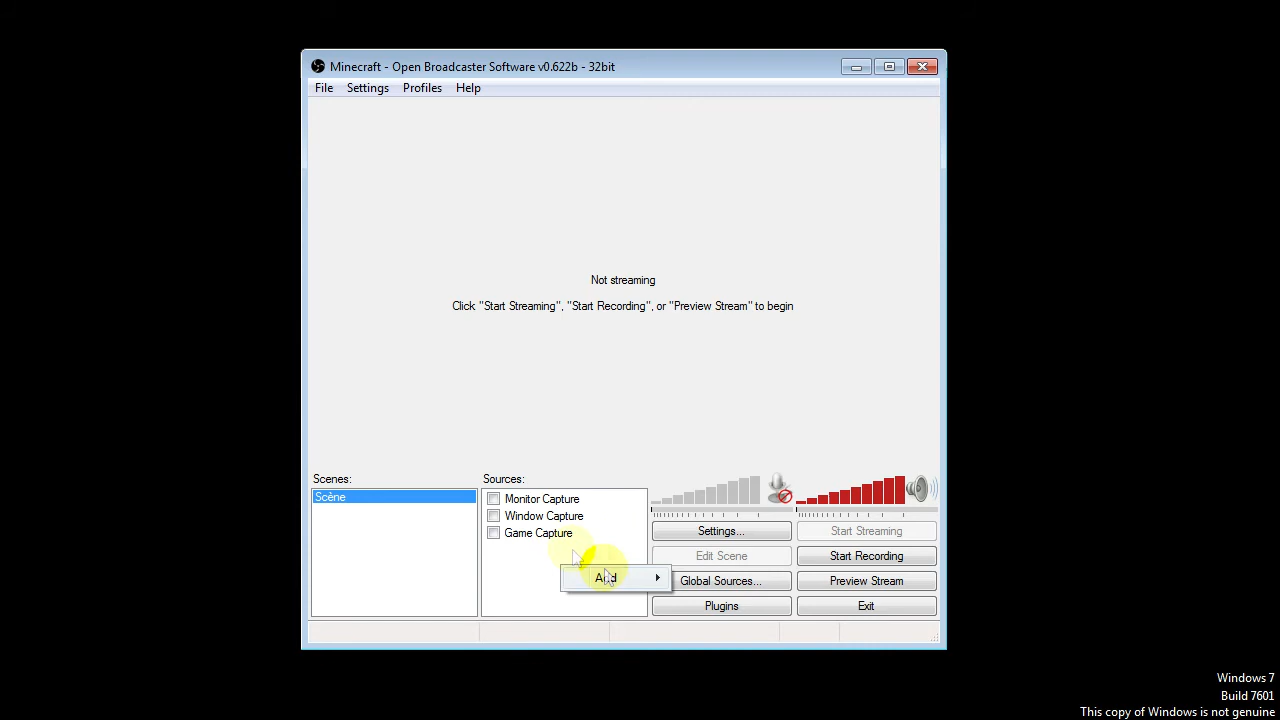 Minecraft - Open Broadcaster Software v0.622b - 32bit
File Settings Profiles Help
Not streaming
Click "Start Streaming", "Start Recording", or "Preview Stream" to begin
Scenes:
Scène
Sources:
Monitor Capture
Window Capture
Game Capture
Add
Settings...
Start Streaming
Edit Scene
Start Recording
Global Sources...
Preview Stream
Plugins
Exit
Windows 7
Build 7601
This copy of Windows is not genuine